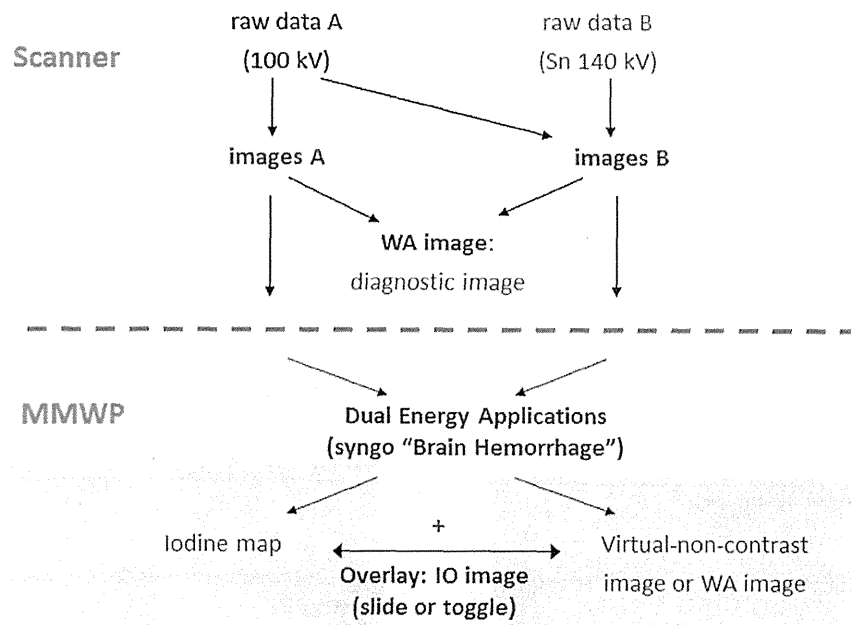 raw data A
(100 kV)
raw data B
(Sn 140 kV)
Scanner
images A
images B
WA image:
diagnostic image
MMWP
Dual Energy Applications
(syngo “Brain Hemorrhage”)
Iodine map
+
Overlay: IO image
(slide or toggle)
Virtual-non-contrast
image or WA image